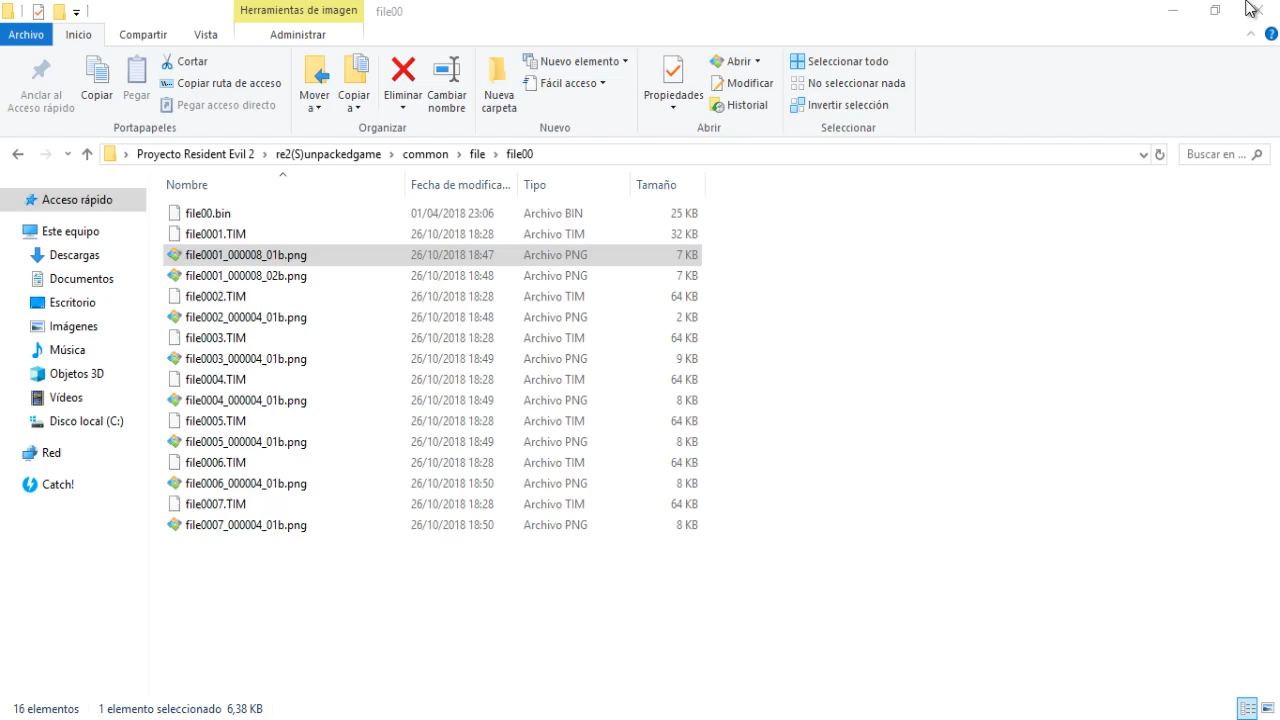 Herramientas de imagen
file00
Archivo
Inicio
Compartir
Vista
Administrar
Anclar al Acceso rápido
Copiar
Pegar
Cortar
Copiar ruta de acceso
Pegar acceso directo
Portapapeles
Mover a
Copiar a
Eliminar
Cambiar nombre
Organizar
Nueva carpeta
Nuevo elemento
Fácil acceso
Nuevo
Propiedades
Abrir
Modificar
Historial
Abrir
Seleccionar todo
No seleccionar nada
Invertir selección
Seleccionar
Proyecto Resident Evil 2 › re2(S)unpackedgame › common › file › file00
Buscar en ...
Acceso rápido
Este equipo
Descargas
Documentos
Escritorio
Imágenes
Música
Objetos 3D
Vídeos
Disco local (C:)
Red
Catch!
Nombre Fecha de modifica... Tipo Tamaño
file00.bin 01/04/2018 23:06 Archivo BIN 25 KB
file0001.TIM 26/10/2018 18:28 Archivo TIM 32 KB
file0001_000008_01b.png 26/10/2018 18:47 Archivo PNG 7 KB
file0001_000008_02b.png 26/10/2018 18:48 Archivo PNG 7 KB
file0002.TIM 26/10/2018 18:28 Archivo TIM 64 KB
file0002_000004_01b.png 26/10/2018 18:48 Archivo PNG 2 KB
file0003.TIM 26/10/2018 18:28 Archivo TIM 64 KB
file0003_000004_01b.png 26/10/2018 18:49 Archivo PNG 9 KB
file0004.TIM 26/10/2018 18:28 Archivo TIM 64 KB
file0004_000004_01b.png 26/10/2018 18:49 Archivo PNG 8 KB
file0005.TIM 26/10/2018 18:28 Archivo TIM 64 KB
file0005_000004_01b.png 26/10/2018 18:49 Archivo PNG 8 KB
file0006.TIM 26/10/2018 18:28 Archivo TIM 64 KB
file0006_000004_01b.png 26/10/2018 18:50 Archivo PNG 8 KB
file0007.TIM 26/10/2018 18:28 Archivo TIM 64 KB
file0007_000004_01b.png 26/10/2018 18:50 Archivo PNG 8 KB
16 elementos 1 elemento seleccionado 6,38 KB